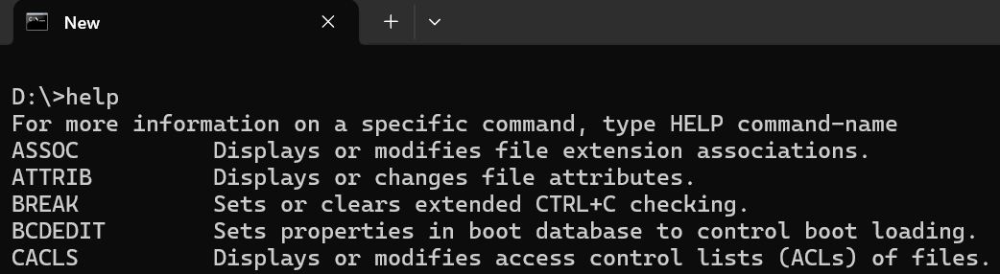 New
D:\>help
For more information on a specific command, type HELP command-name
ASSOC          Displays or modifies file extension associations.
ATTRIB         Displays or changes file attributes.
BREAK          Sets or clears extended CTRL+C checking.
BCDEDIT        Sets properties in boot database to control boot loading.
CACLS          Displays or modifies access control lists (ACLs) of files.